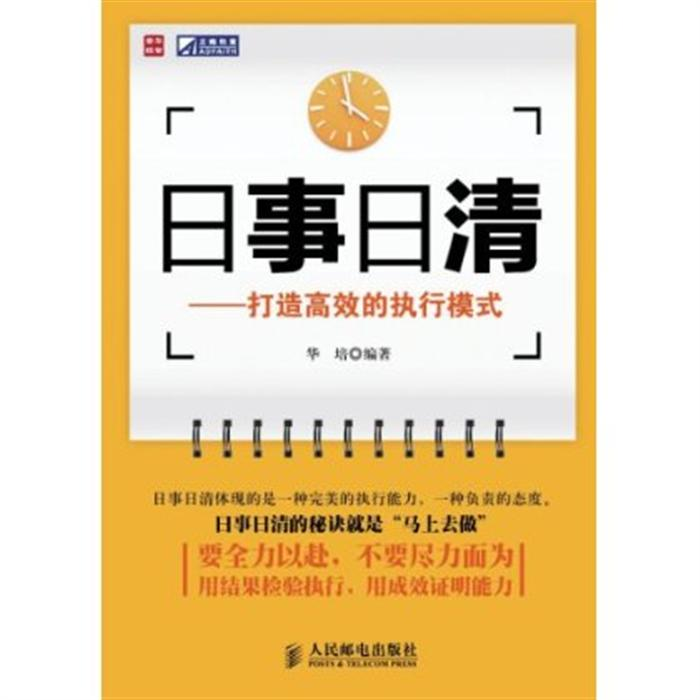 ADFAITH
日事日清
——打造高效的执行模式
华 培 编著
日事日清体现的是一种完美的执行能力，一种负责的态度。
日事日清的秘诀就是“马上去做”
要全力以赴，不要尽力而为
用结果检验执行，用成效证明能力
人民邮电出版社
POSTS & TELECOM PRESS